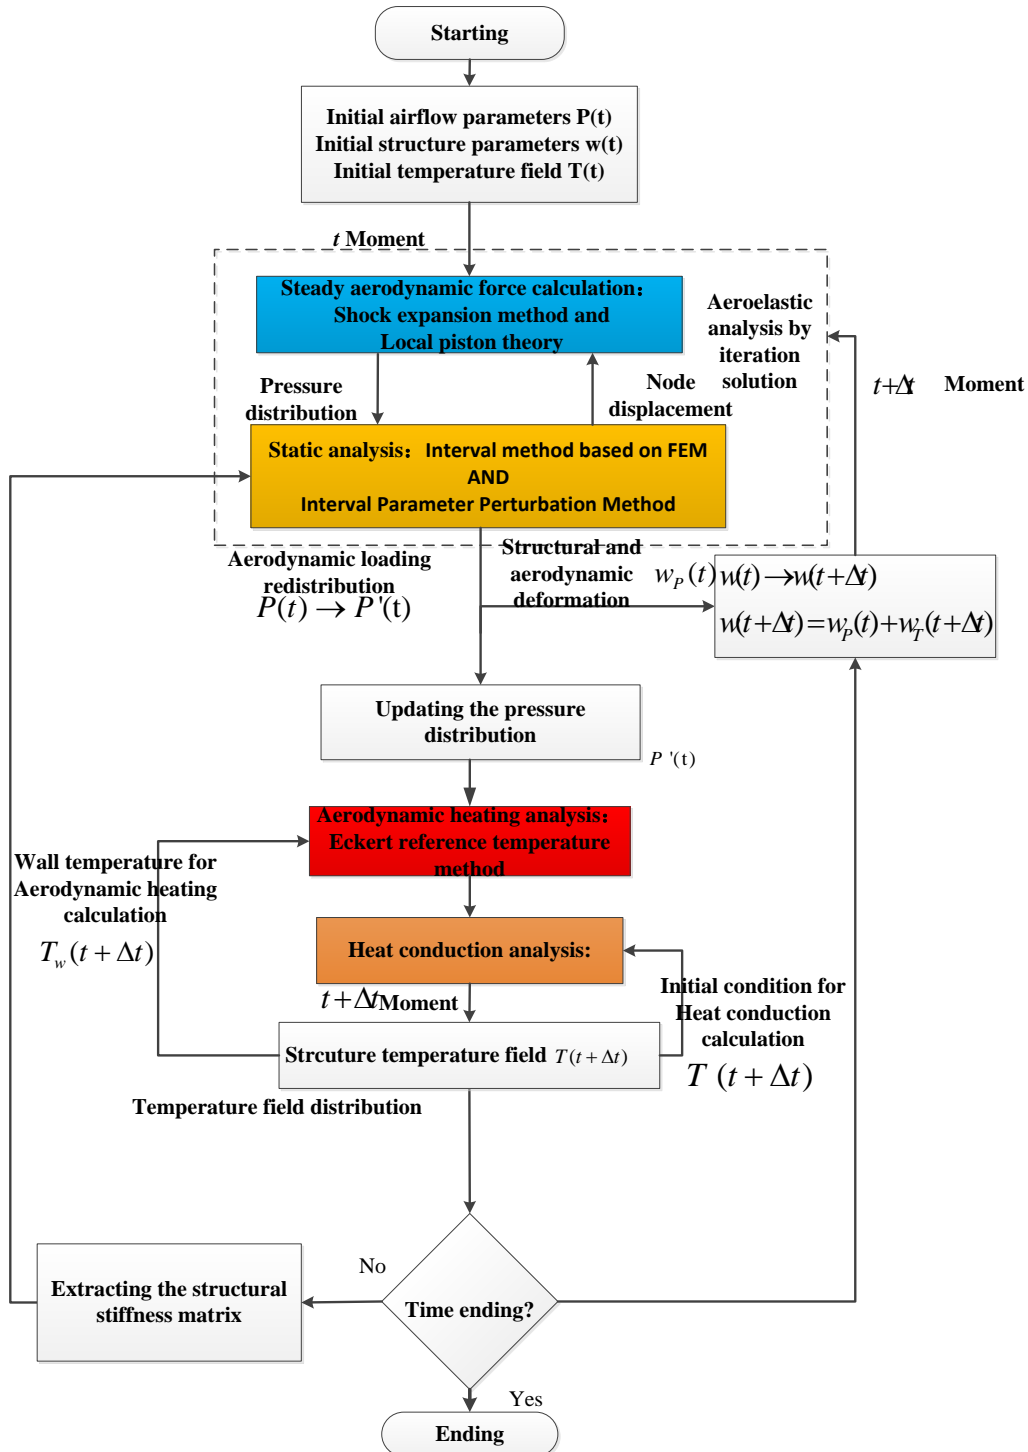 Starting
Initial airflow parameters P(t)
Initial structure parameters w(t)
Initial temperature field T(t)
t Moment
Steady aerodynamic force calculation：
Shock expansion method and
Local piston theory
Aeroelastic
analysis by
iteration
solution
Pressure
distribution
Node
displacement
t+Δt Moment
Static analysis：Interval method based on FEM
AND
Interval Parameter Perturbation Method
Aerodynamic loading
redistribution
P(t) → P'(t)
Structural and
aerodynamic
deformation
w_P(t)
w(t)→w(t+Δt)
w(t+Δt)=w_P(t)+w_T(t+Δt)
Updating the pressure
distribution
P '(t)
Aerodynamic heating analysis：
Eckert reference temperature
method
Wall temperature for
Aerodynamic heating
calculation
T_w(t + Δt)
Heat conduction analysis:
t + Δt Moment
Initial condition for
Heat conduction
calculation
T (t + Δt)
Strcuture temperature field T(t + Δt)
Temperature field distribution
No
Extracting the structural
stiffness matrix
Time ending?
Yes
Ending